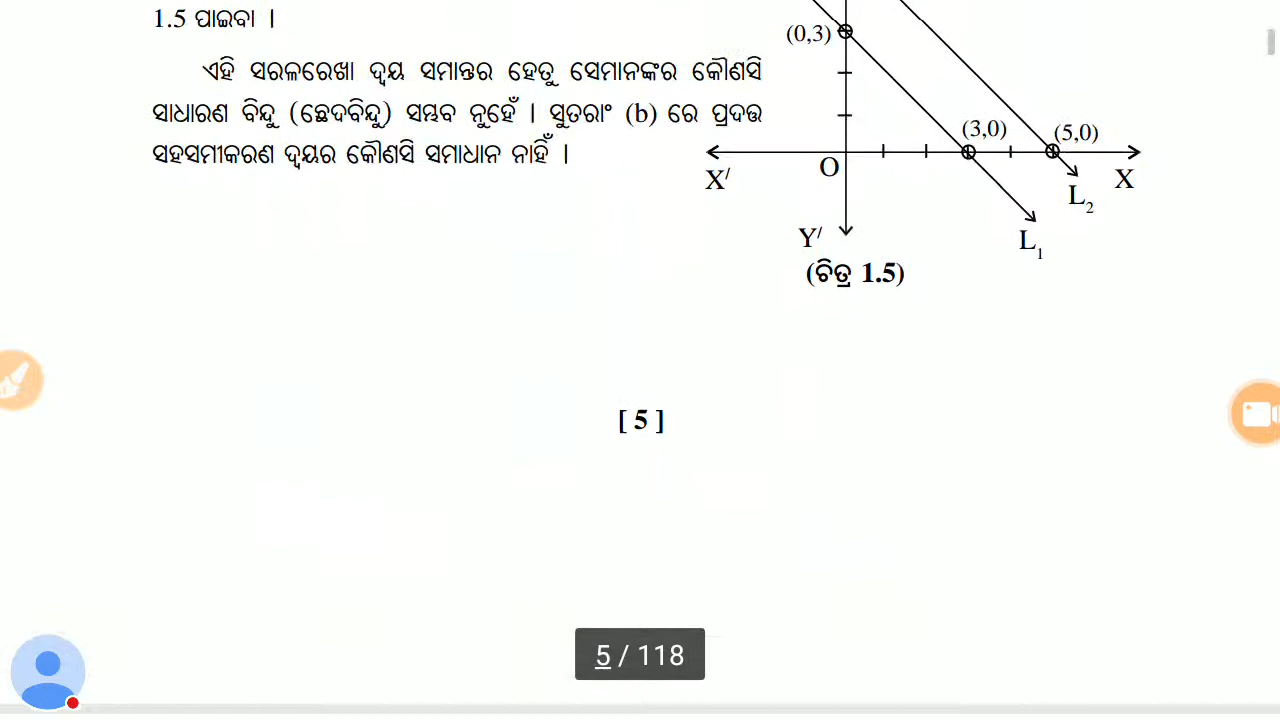 1.5 ପାଇବା ।
ଏହି ସରଳରେଖା ଦ୍ୱୟ ସମାନ୍ତର ହେତୁ ସେମାନଙ୍କର କୌଣସି
ସାଧାରଣ ବିନ୍ଦୁ (ଛେଦବିନ୍ଦୁ) ସମ୍ଭବ ନୁହେଁ । ସୁତରାଂ (b) ରେ ପ୍ରଦତ୍ତ
ସହସମୀକରଣ ଦ୍ୱୟର କୌଣସି ସମାଧାନ ନାହିଁ ।
(0,3)
(3,0)
(5,0)
O
X′
X
L₂
Y′
L₁
(ଚିତ୍ର 1.5)
[ 5 ]
5 / 118